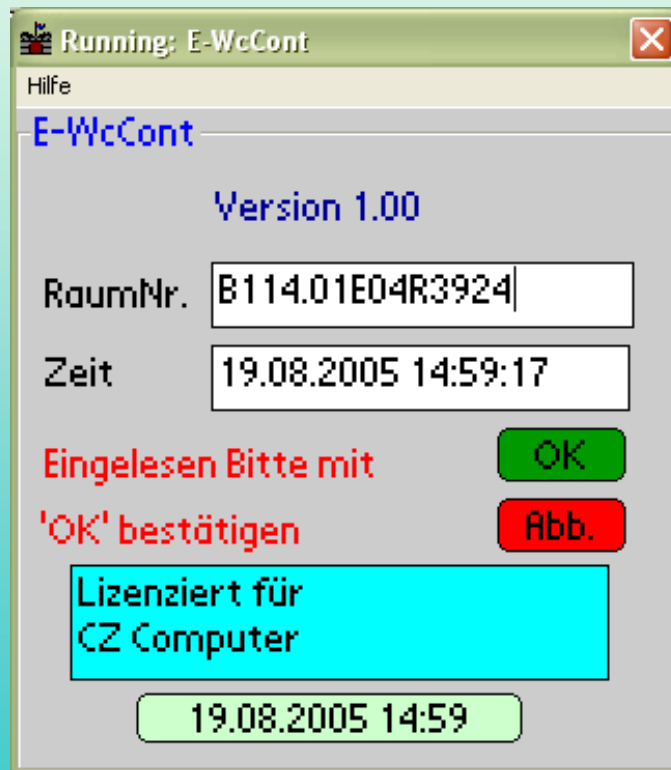 Running: E-WcCont
Hilfe
E-WcCont
Version 1.00
RaumNr. B114.01E04R3924
Zeit 19.08.2005 14:59:17
Eingelesen Bitte mit OK
'OK' bestätigen Abb.
Lizenziert für
CZ Computer
19.08.2005 14:59